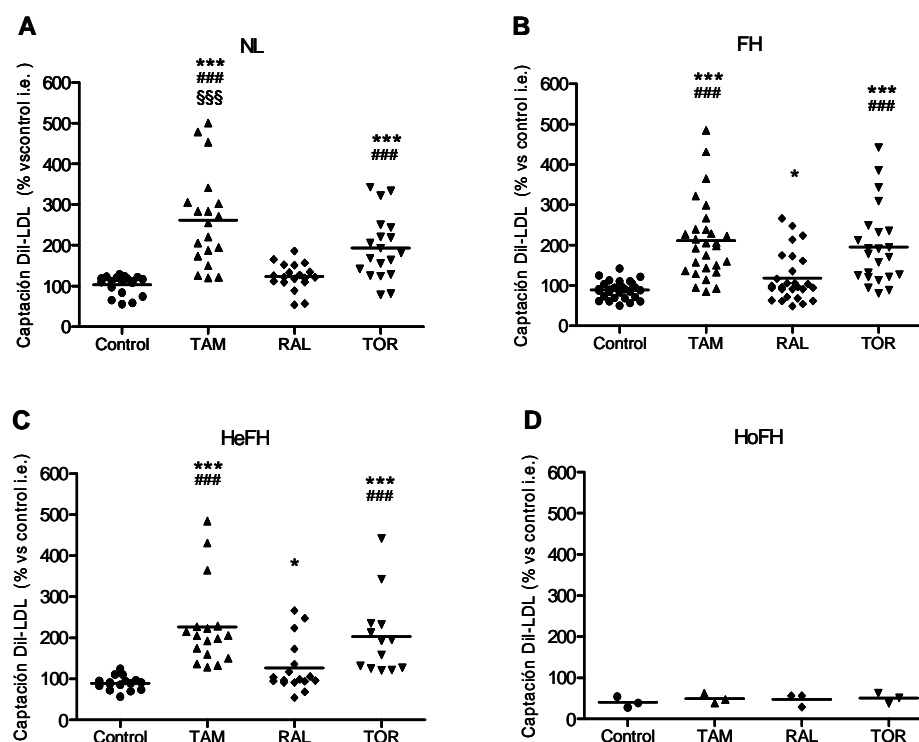 A
NL
Captación DiI-LDL (% vscontrol i.e.)
600
500
400
300
200
100
0
***
###
§§§
***
###
Control TAM RAL TOR
B
FH
Captación DiI-LDL (% vs control i.e.)
600
500
400
300
200
100
0
***
###
*
***
###
Control TAM RAL TOR
C
HeFH
Captación DiI-LDL (% vs control i.e.)
600
500
400
300
200
100
0
***
###
*
***
###
Control TAM RAL TOR
D
HoFH
Captación DiI-LDL (% vs control i.e.)
600
500
400
300
200
100
0
Control TAM RAL TOR